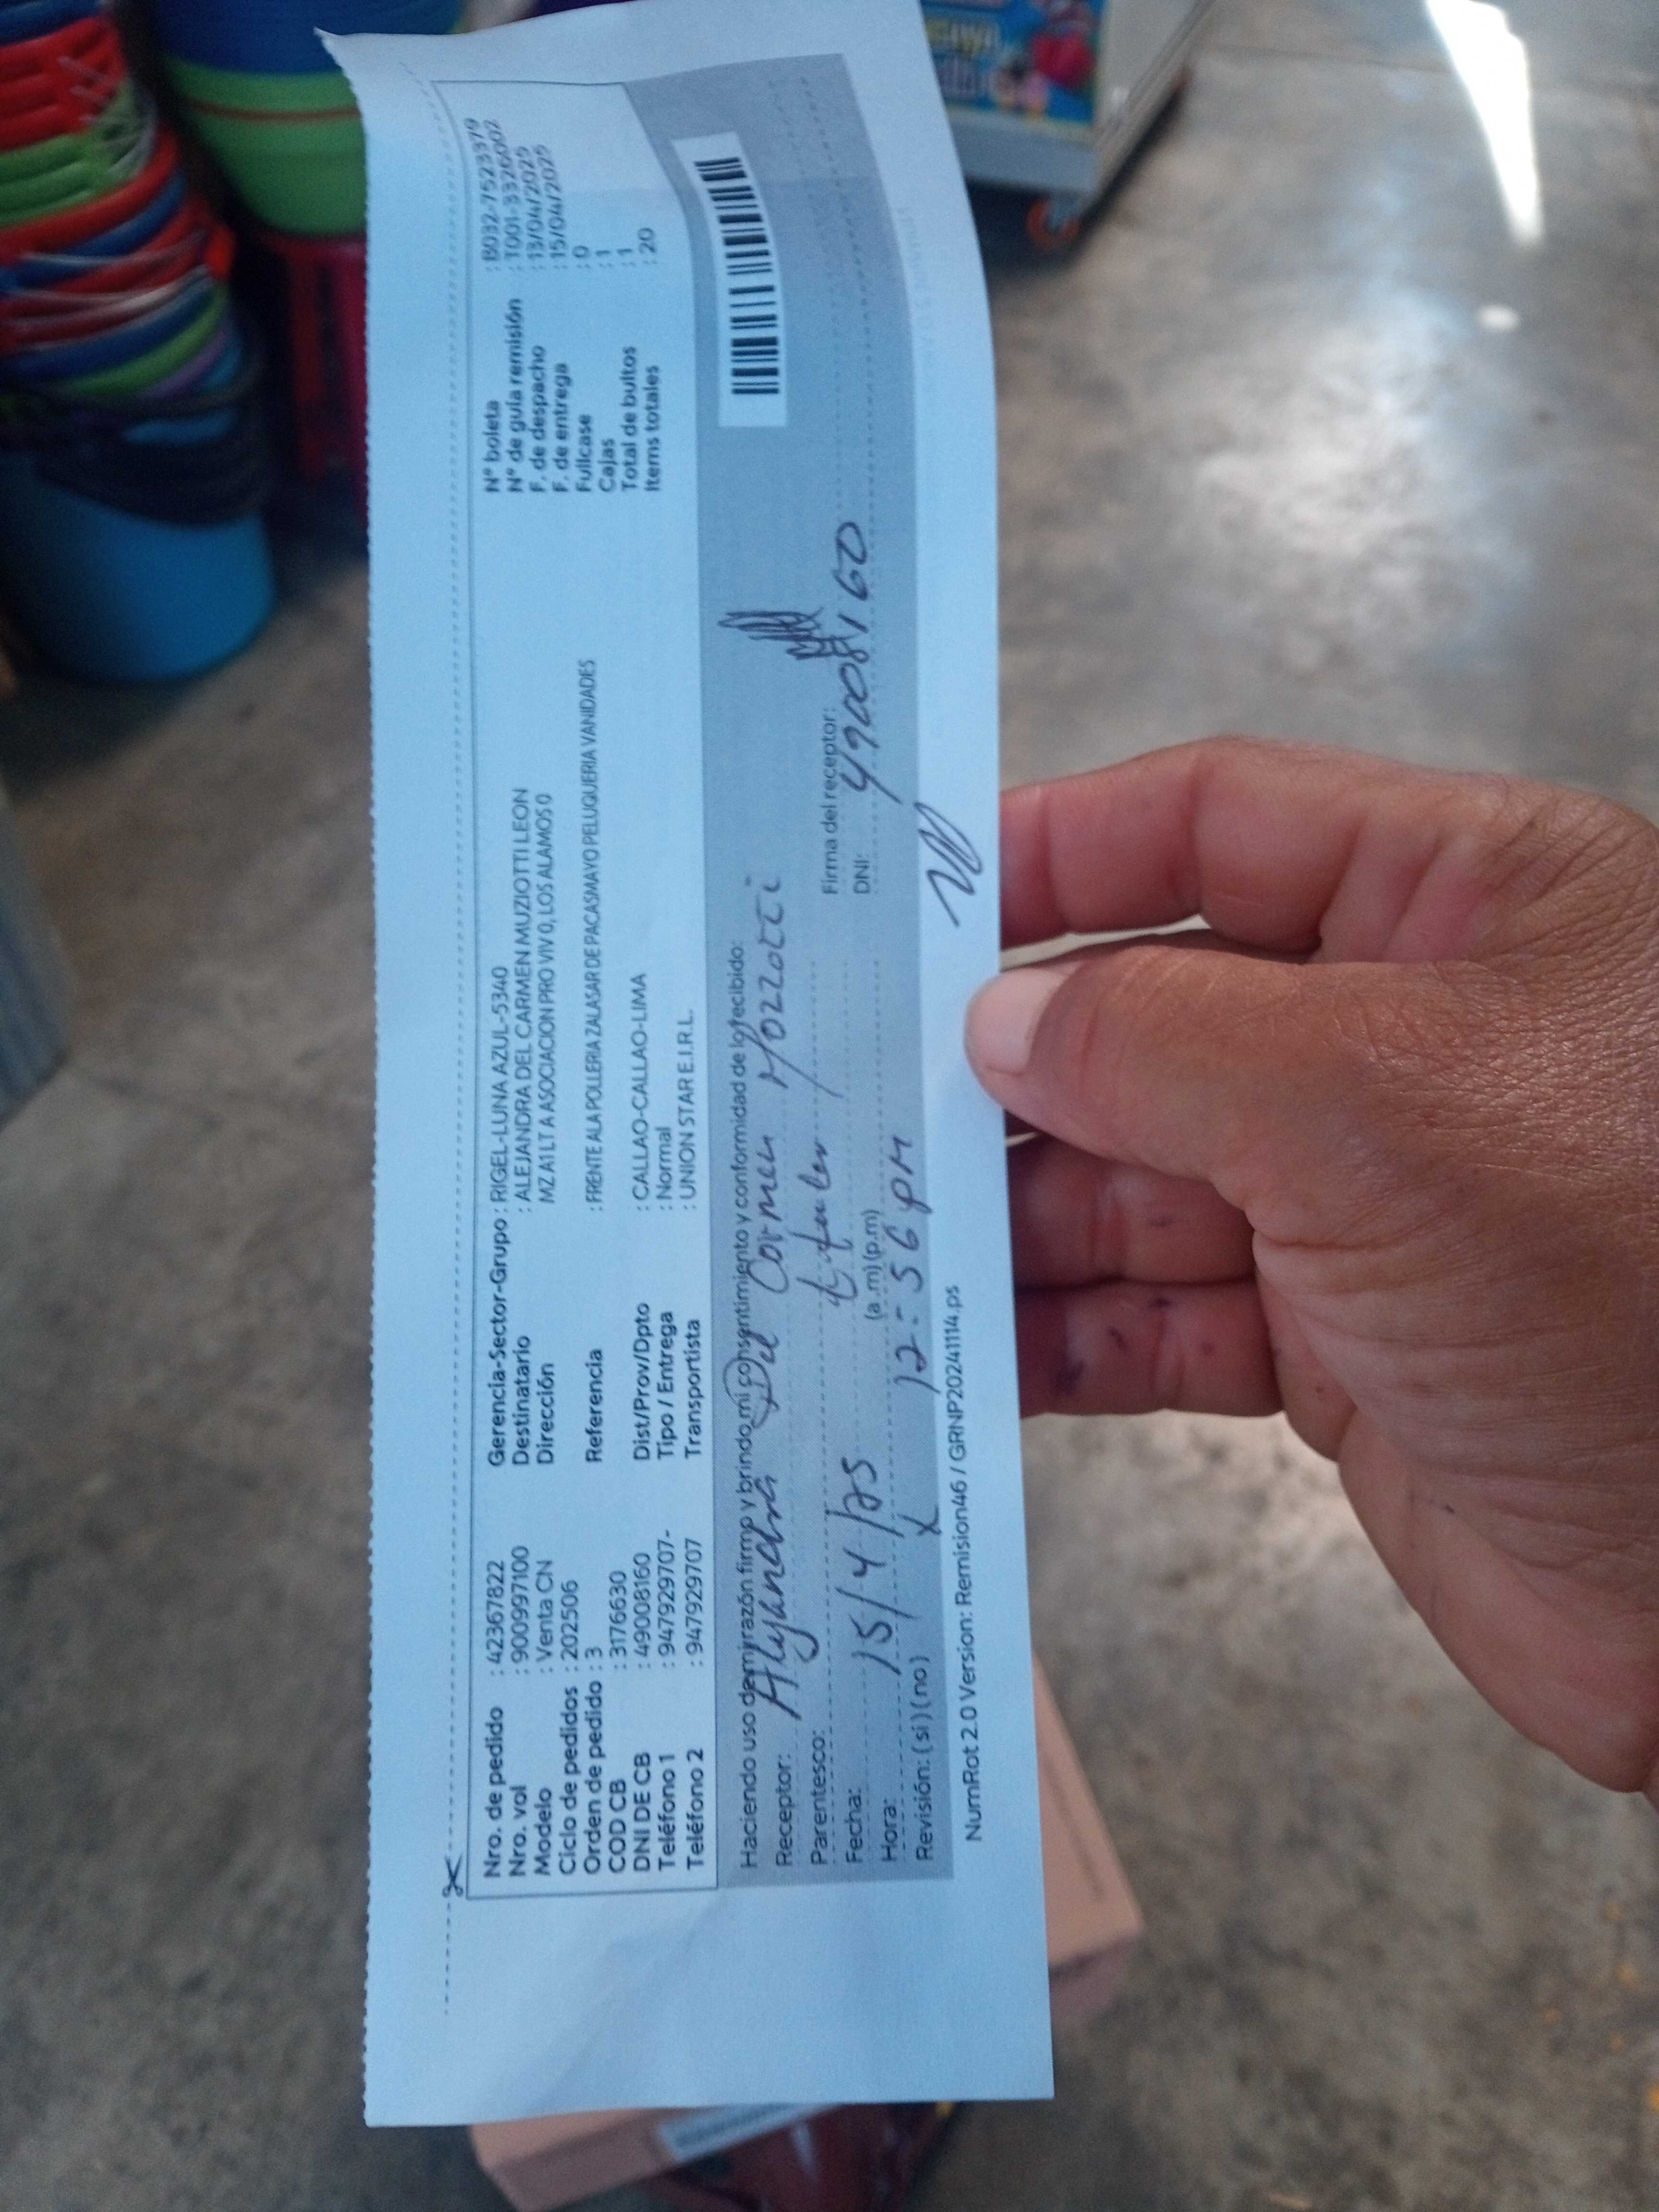 Nro. de pedido : 42367822
Nro. vol : 900997100
Modelo : Venta CN
Ciclo de pedidos : 202506
Orden de pedido : 3
COD CB : 3176630
DNI DE CB : 49008160
Teléfono 1 : 947929707-
Teléfono 2 : 947929707
Gerencia-Sector-Grupo : RIGEL-LUNA AZUL-5340
Destinatario : ALEJANDRA DEL CARMEN MUZIOTTI LEON
Dirección MZ A1 LT A ASOCIACION PRO VIV 0, LOS ALAMOS 0
Referencia : FRENTE A LA POLLERIA ZALASAR DE PACASMAYO PELUQUERIA VANIDADES
Dist/Prov/Dpto : CALLAO-CALLAO-LIMA
Tipo / Entrega : Normal
Transportista : UNION STAR E.I.R.L.
N° boleta : B032-7523379
N° de guía remisión : T001-33260002
F. de despacho : 13/04/2025
F. de entrega : 15/04/2025
Fullcase : 0
Cajas : 1
Total de bultos : 1
Items totales : 20
Haciendo uso de mi razón firmo y brindo mi consentimiento y conformidad de lo recibido:
Receptor: Alejandra Del Carmen Mozzotti
Parentesco: titular
Firma del receptor:
Fecha: 15/4/25
DNI: 49008160
Hora: (a.m) (p.m) 12-56 pm
Revisión: ( si ) ( no ) x
NumRot 2.0 Version: Remision46 / GRNP20241114.ps